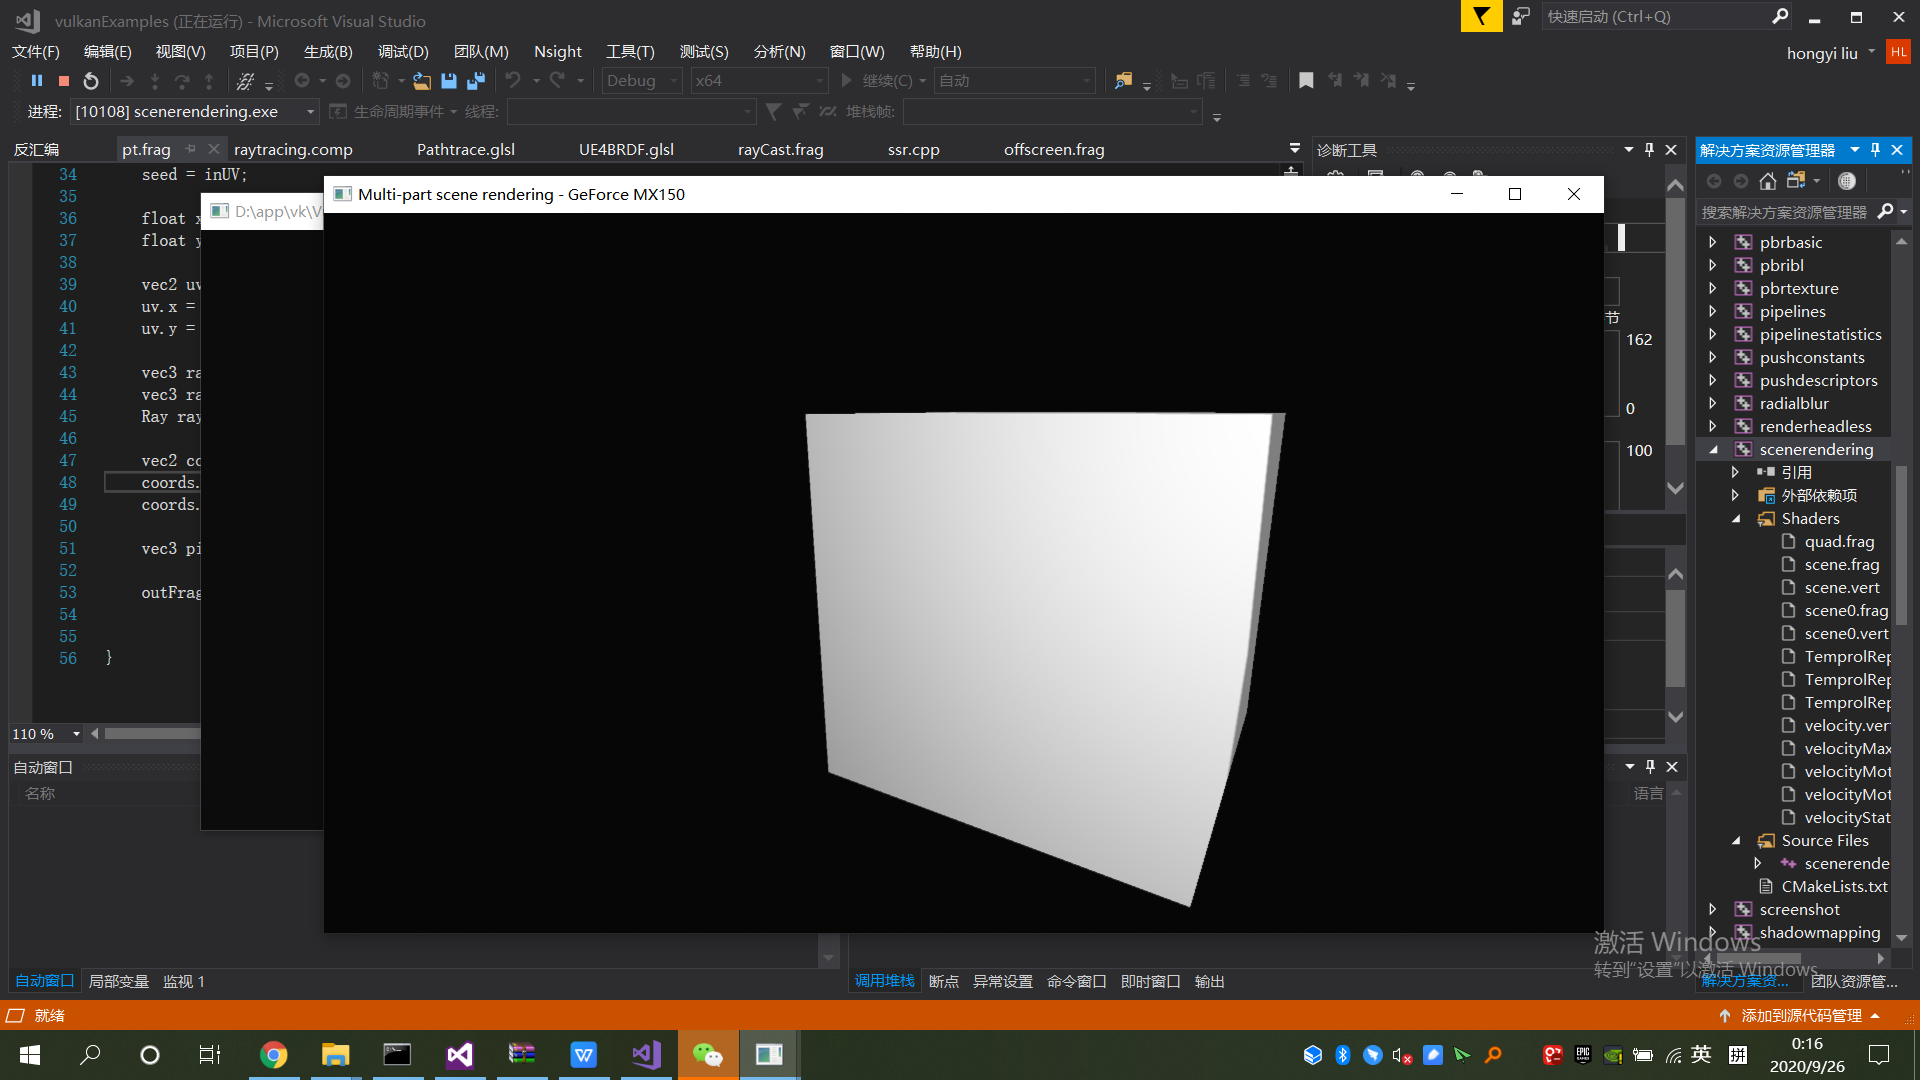 vulkanExamples (正在运行) - Microsoft Visual Studio
快速启动 (Ctrl+Q)
文件(F) 编辑(E) 视图(V) 项目(P) 生成(B) 调试(D) 团队(M) Nsight 工具(T) 测试(S) 分析(N) 窗口(W) 帮助(H)
hongyi liu HL
Debug x64 继续(C) 自动
进程: [10108] scenerendering.exe 生命周期事件 线程: 堆栈帧:
反汇编 pt.frag raytracing.comp Pathtrace.glsl UE4BRDF.glsl rayCast.frag ssr.cpp offscreen.frag
诊断工具
解决方案资源管理器
34 seed = inUV;
35
36 float x
37 float y
38
39 vec2 uv
40 uv.x =
41 uv.y =
42
43 vec3 ra
44 vec3 ra
45 Ray ray
46
47 vec2 co
48 coords.
49 coords.
50
51 vec3 pi
52
53 outFrag
54
55
56 }
D:\app\vk\V
Multi-part scene rendering - GeForce MX150
节
162
0
100
搜索解决方案资源管理器
pbrbasic
pbribl
pbrtexture
pipelines
pipelinestatistics
pushconstants
pushdescriptors
radialblur
renderheadless
scenerendering
引用
外部依赖项
Shaders
quad.frag
scene.frag
scene.vert
scene0.frag
scene0.vert
TemprolRep
TemprolRep
TemprolRep
velocity.ver
velocityMax
velocityMot
velocityMot
velocityStat
Source Files
scenerende
CMakeLists.txt
screenshot
shadowmapping
110 %
自动窗口
名称
语言
激活 Windows
转到"设置"以激活 Windows
自动窗口 局部变量 监视 1
调用堆栈 断点 异常设置 命令窗口 即时窗口 输出
解决方案资... 团队资源管...
就绪
添加到源代码管理
英 拼
0:16
2020/9/26